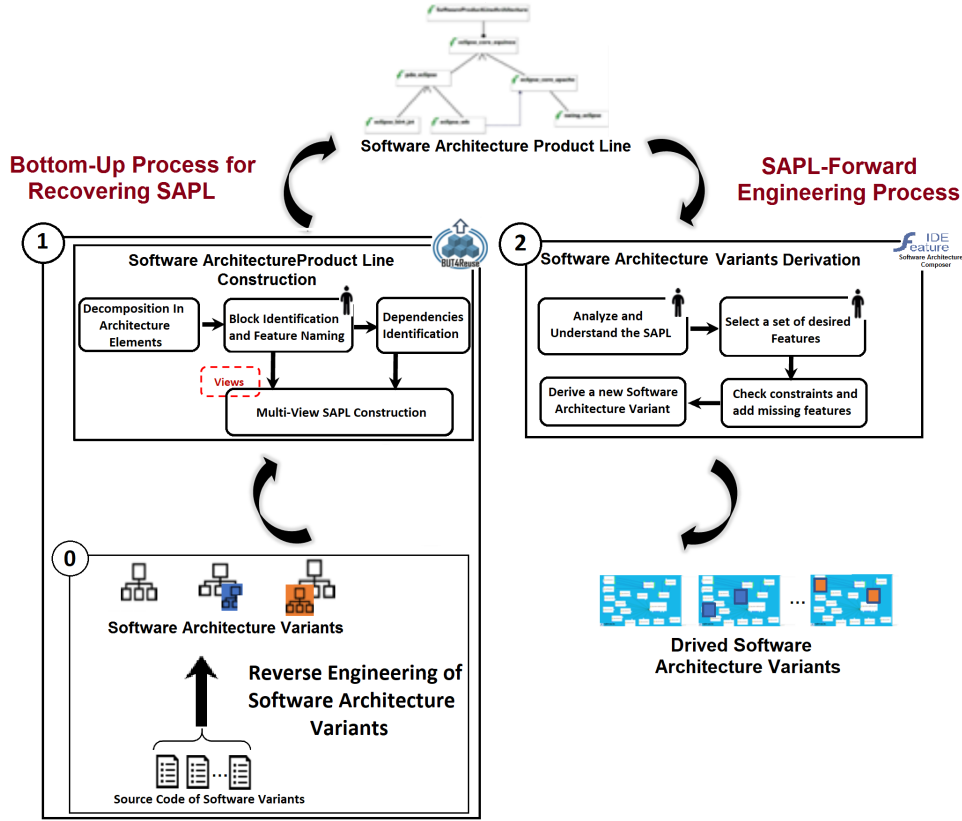 SoftwareProductLineArchitecture
eclipse_core_equinox
pde_eclipse
eclipse_core_apache
Software Architecture Product Line
Bottom-Up Process for
Recovering SAPL
SAPL-Forward
Engineering Process
1
BUT4Reuse
Software ArchitectureProduct Line
Construction
Decomposition In
Architecture
Elements
Block Identification
and Feature Naming
Dependencies
Identification
Views
Multi-View SAPL Construction
2
IDE
Feature
Software Architecture
Composer
Software Architecture Variants Derivation
Analyze and
Understand the SAPL
Select a set of desired
Features
Derive a new Software
Architecture Variant
Check constraints and
add missing features
0
Software Architecture Variants
Reverse Engineering of
Software Architecture
Variants
...
Source Code of Software Variants
...
Drived Software
Architecture Variants